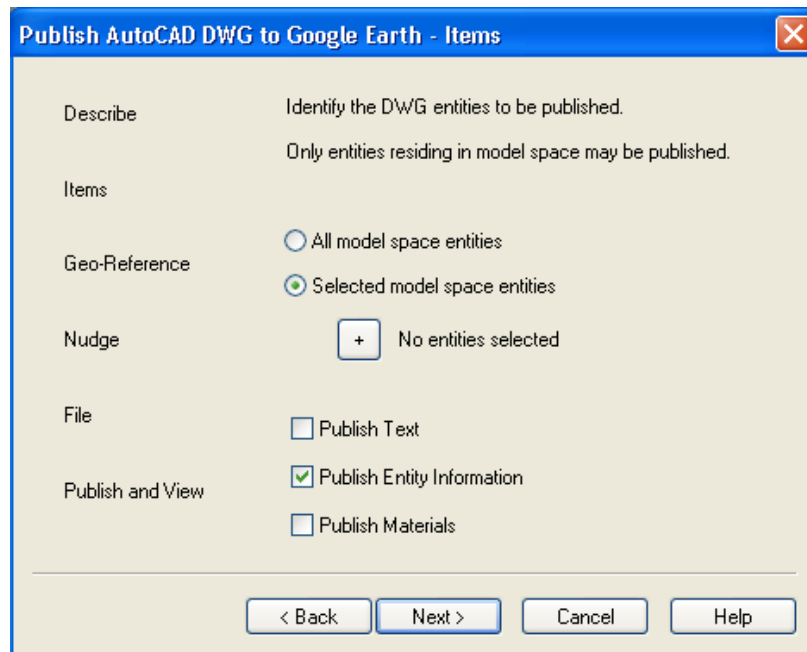 Publish AutoCAD DWG to Google Earth - Items
Describe
Identify the DWG entities to be published.
Only entities residing in model space may be published.
Items
All model space entities
Geo-Reference
Selected model space entities
Nudge
+ No entities selected
File
Publish Text
Publish Entity Information
Publish and View
Publish Materials
< Back Next > Cancel Help